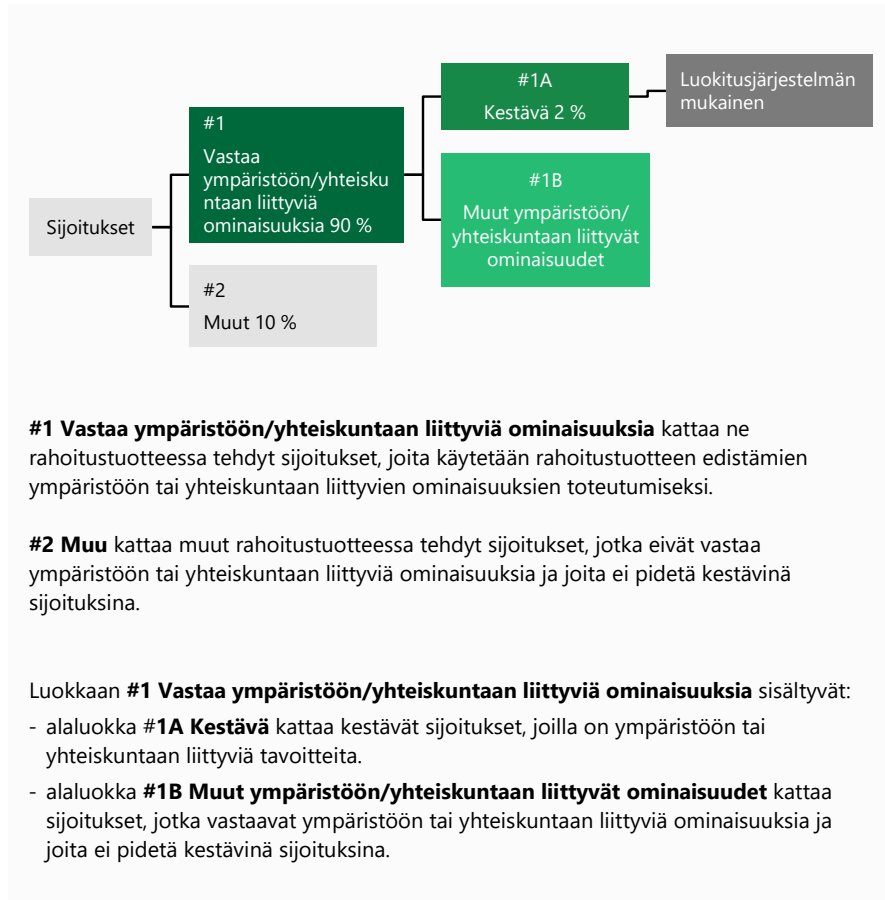 Sijoitukset
#1
Vastaa
ympäristöön/yhteisku
ntaan liittyviä
ominaisuuksia 90 %
#2
Muut 10 %
#1A
Kestävä 2 %
#1B
Muut ympäristöön/
yhteiskuntaan liittyvät
ominaisuudet
Luokitusjärjestelmän
mukainen
#1 Vastaa ympäristöön/yhteiskuntaan liittyviä ominaisuuksia kattaa ne
rahoitustuotteessa tehdyt sijoitukset, joita käytetään rahoitustuotteen edistämien
ympäristöön tai yhteiskuntaan liittyvien ominaisuuksien toteutumiseksi.
#2 Muu kattaa muut rahoitustuotteessa tehdyt sijoitukset, jotka eivät vastaa
ympäristöön tai yhteiskuntaan liittyviä ominaisuuksia ja joita ei pidetä kestävinä
sijoituksina.
Luokkaan #1 Vastaa ympäristöön/yhteiskuntaan liittyviä ominaisuuksia sisältyvät:
- alaluokka #1A Kestävä kattaa kestävät sijoitukset, joilla on ympäristöön tai
yhteiskuntaan liittyviä tavoitteita.
- alaluokka #1B Muut ympäristöön/yhteiskuntaan liittyvät ominaisuudet kattaa
sijoitukset, jotka vastaavat ympäristöön tai yhteiskuntaan liittyviä ominaisuuksia ja
joita ei pidetä kestävinä sijoituksina.